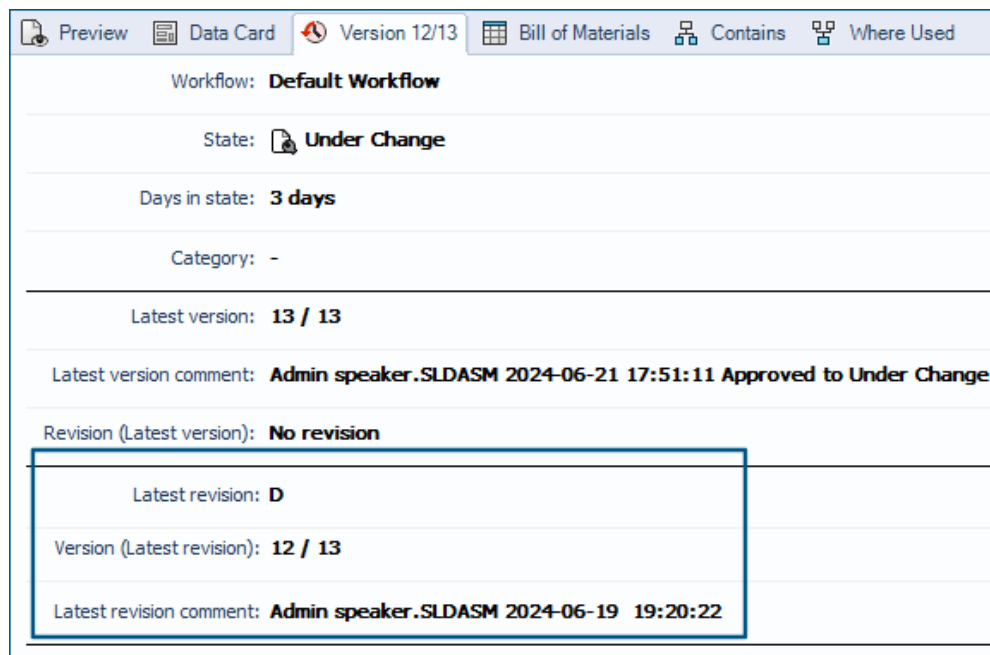 Preview Data Card Version 12/13 Bill of Materials Contains Where Used
Workflow: Default Workflow
State: Under Change
Days in state: 3 days
Category: -
Latest version: 13 / 13
Latest version comment: Admin speaker.SLDASM 2024-06-21 17:51:11 Approved to Under Change
Revision (Latest version): No revision
Latest revision: D
Version (Latest revision): 12 / 13
Latest revision comment: Admin speaker.SLDASM 2024-06-19 19:20:22